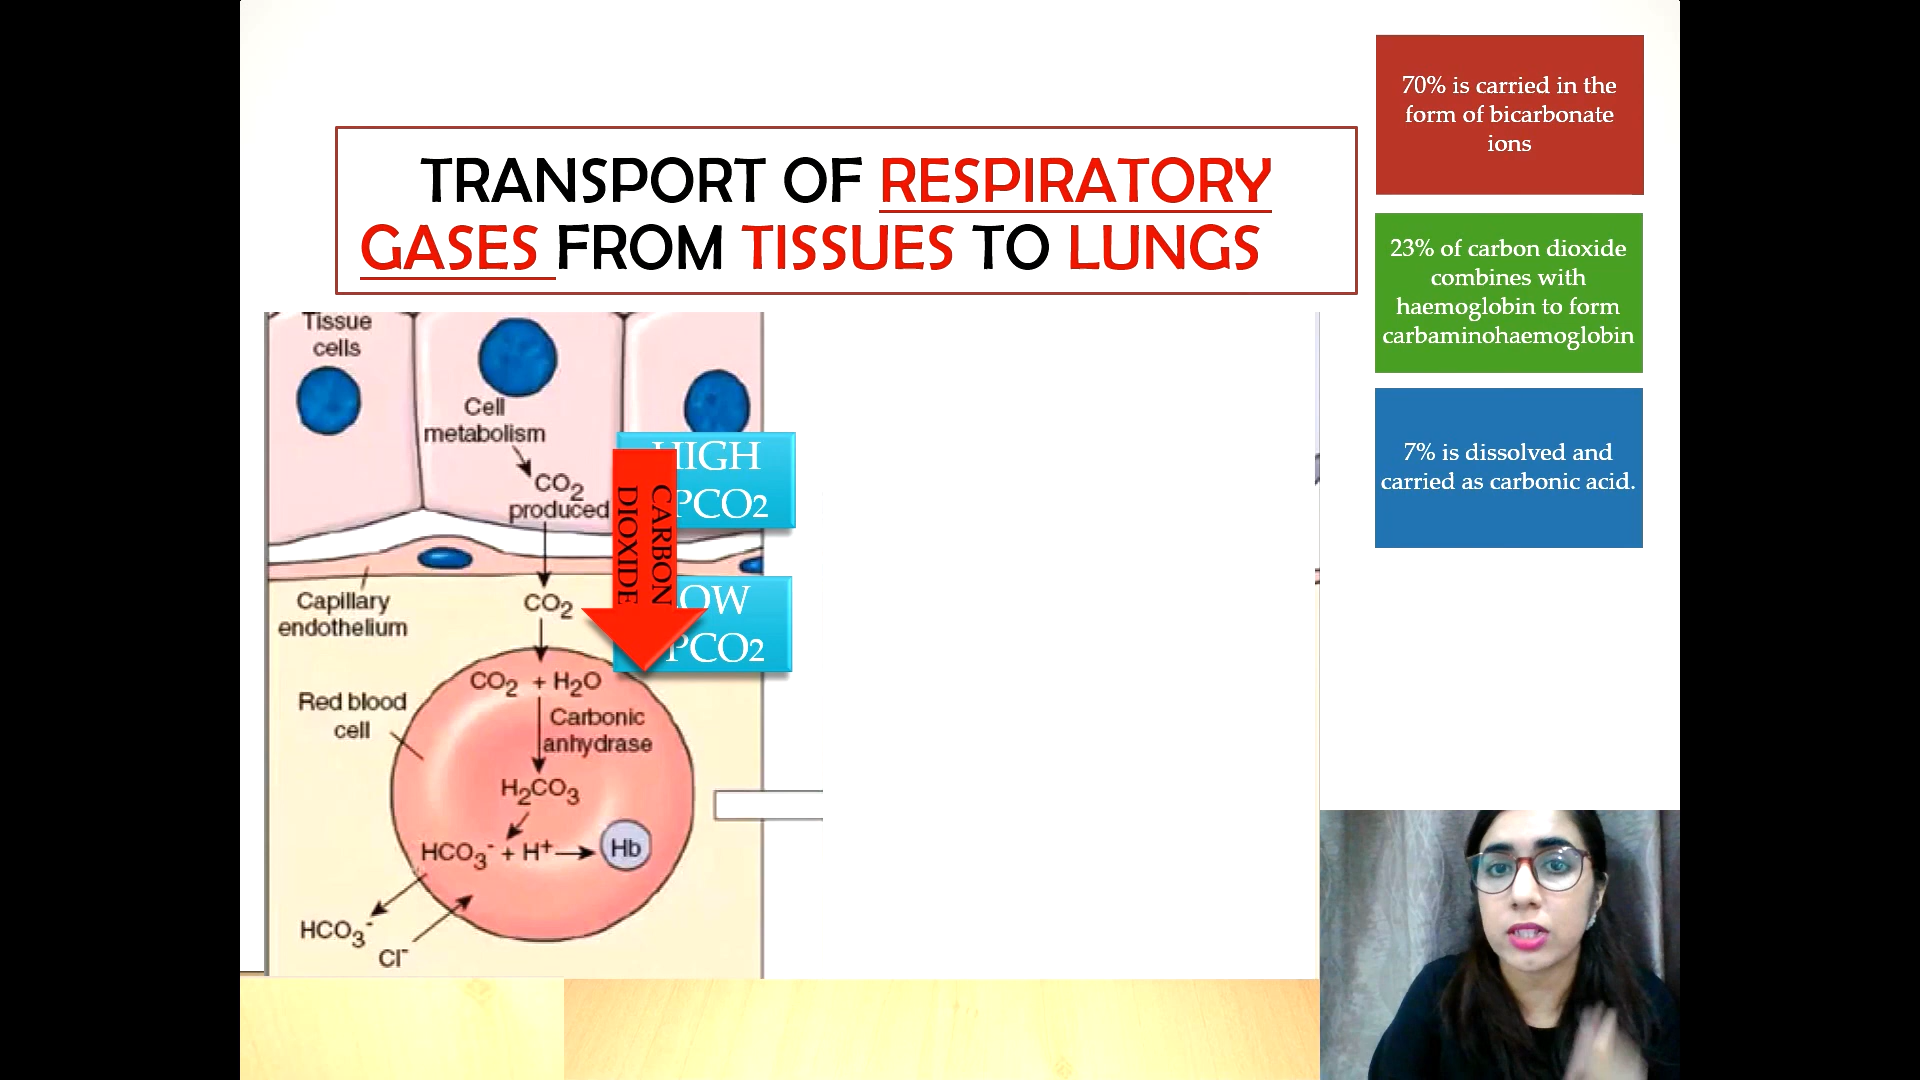 TRANSPORT OF RESPIRATORY
GASES FROM TISSUES TO LUNGS
70% is carried in the
form of bicarbonate
ions
23% of carbon dioxide
combines with
haemoglobin to form
carbaminohaemoglobin
7% is dissolved and
carried as carbonic acid.
Tissue
cells
Cell
metabolism
CO2
produced
HIGH
PCO2
CARBON
DIOXIDE
Capillary
endothelium
CO2
OW
PCO2
Red blood
cell
CO2 + H2O
Carbonic
anhydrase
H2CO3
HCO3- + H+
Hb
HCO3-
Cl-